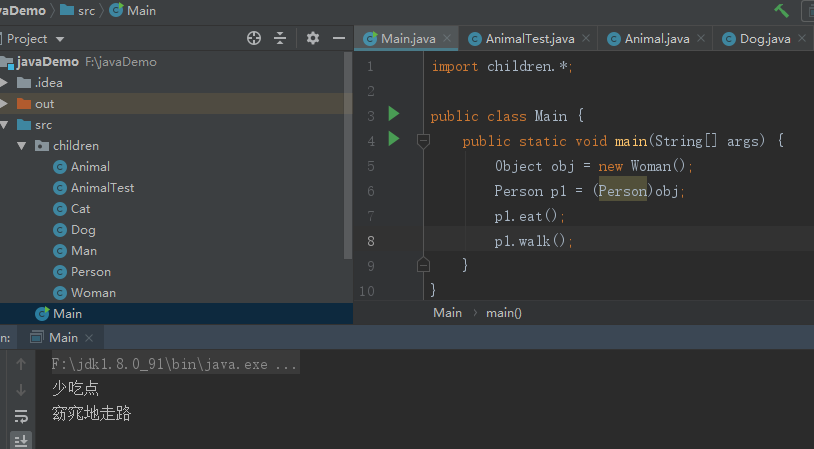 vaDemo src Main
Project
Main.java AnimalTest.java Animal.java Dog.java
javaDemo F:\javaDemo
.idea
out
src
children
Animal
AnimalTest
Cat
Dog
Man
Person
Woman
Main
1 import children.*;
2
3 public class Main {
4 public static void main(String[] args) {
5 Object obj = new Woman();
6 Person p1 = (Person)obj;
7 p1.eat();
8 p1.walk();
9 }
10 }
Main main()
n: Main
F:\jdk1.8.0_91\bin\java.exe ...
少吃点
窈窕地走路